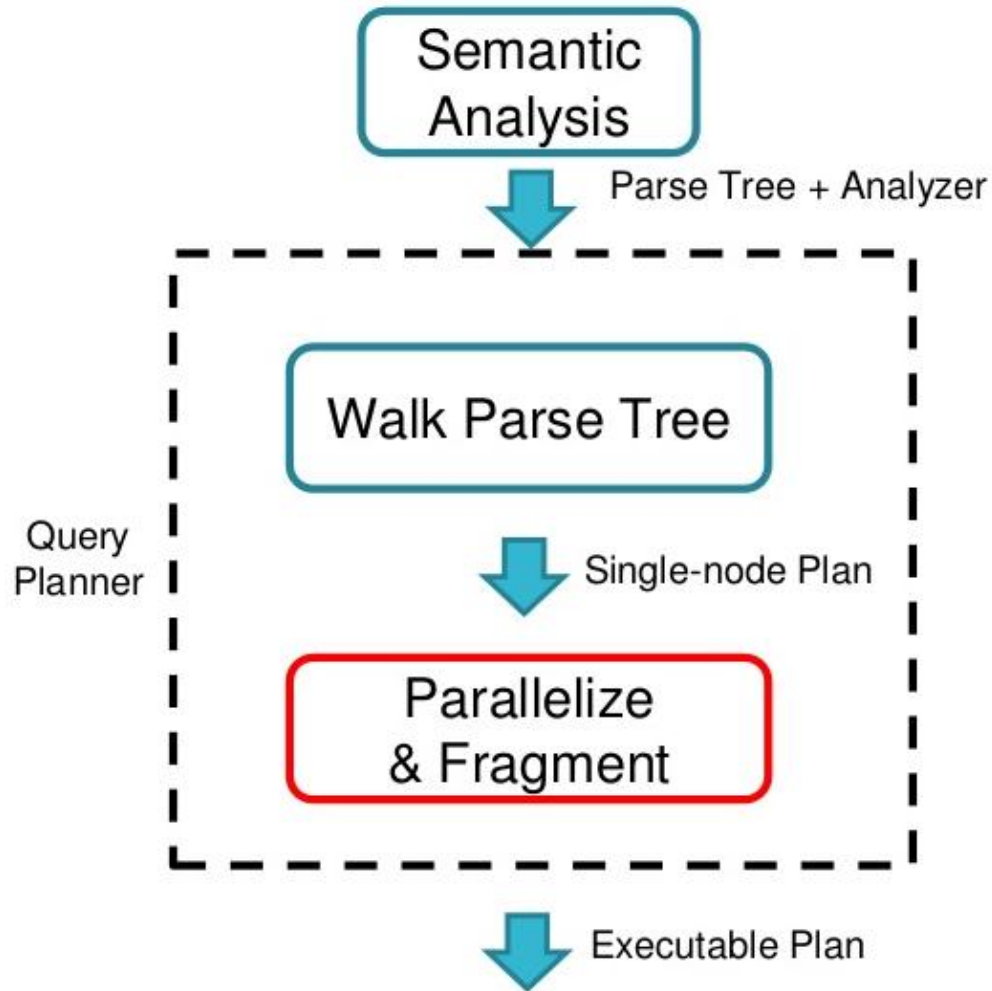 Semantic
Analysis
Parse Tree + Analyzer
Walk Parse Tree
Query
Planner
Single-node Plan
Parallelize
& Fragment
Executable Plan